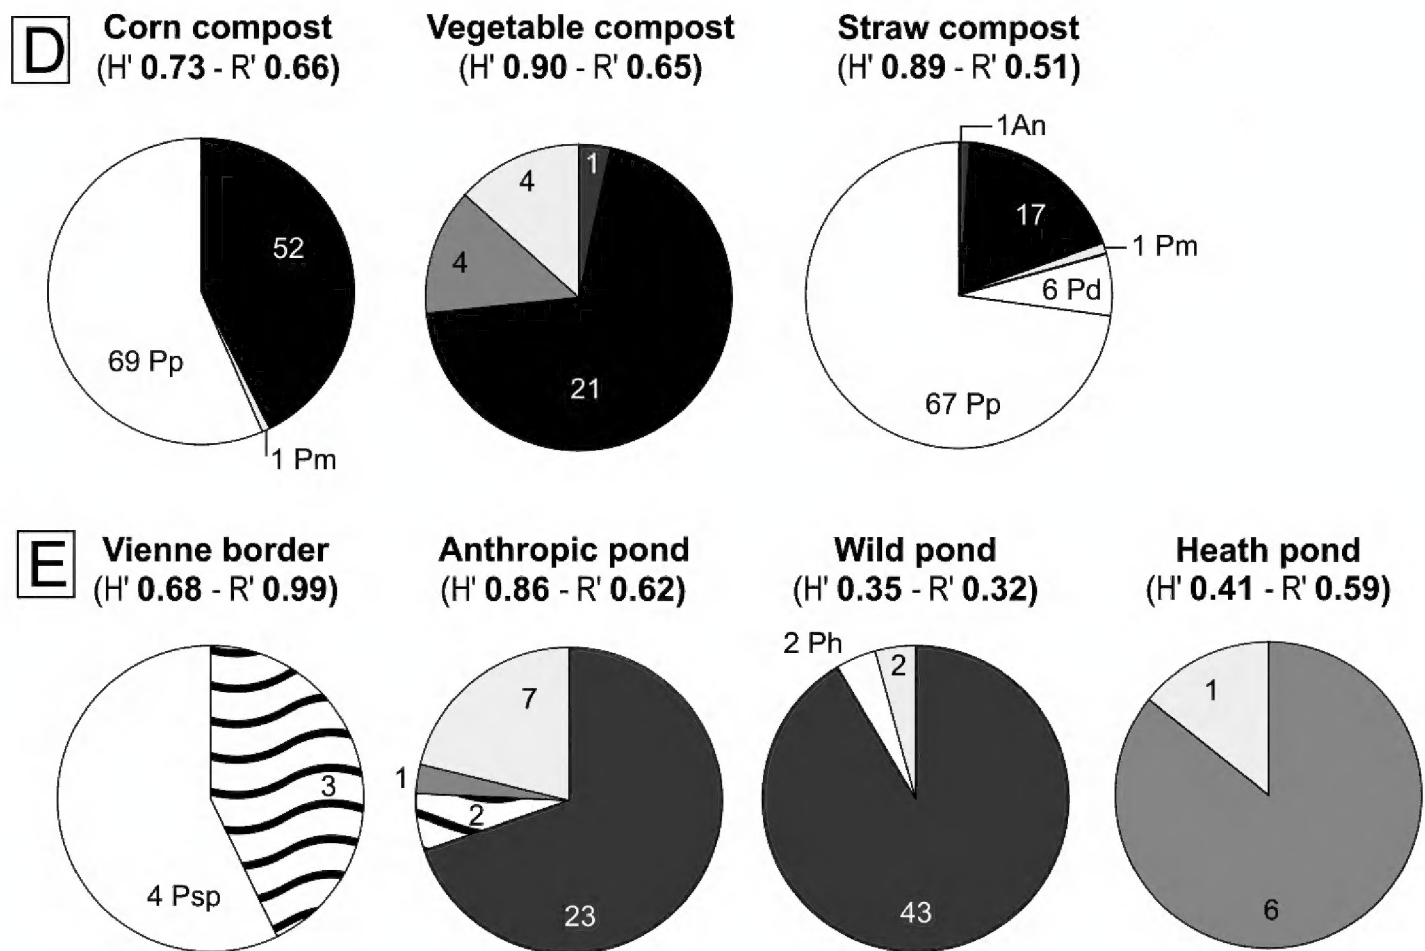 D
Corn compost
(H' 0.73 - R' 0.66)
Vegetable compost
(H' 0.90 - R' 0.65)
Straw compost
(H' 0.89 - R' 0.51)
52
69 Pp
1 Pm
1
4
4
21
1An
17
1 Pm
6 Pd
67 Pp
E
Vienne border
(H' 0.68 - R' 0.99)
Anthropic pond
(H' 0.86 - R' 0.62)
Wild pond
(H' 0.35 - R' 0.32)
Heath pond
(H' 0.41 - R' 0.59)
3
4 Psp
7
1
2
23
2 Ph
2
43
1
6